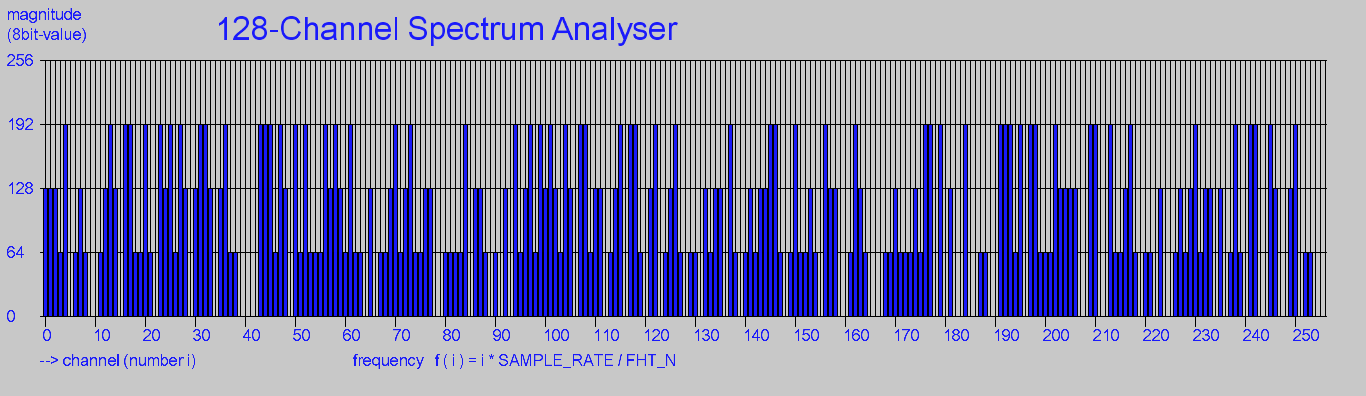 magnitude
(8bit-value)
128-Channel Spectrum Analyser
256
192
128
64
0
0 10 20 30 40 50 60 70 80 90 100 110 120 130 140 150 160 170 180 190 200 210 220 230 240 250
--> channel (number i)
frequency f ( i ) = i * SAMPLE_RATE / FHT_N